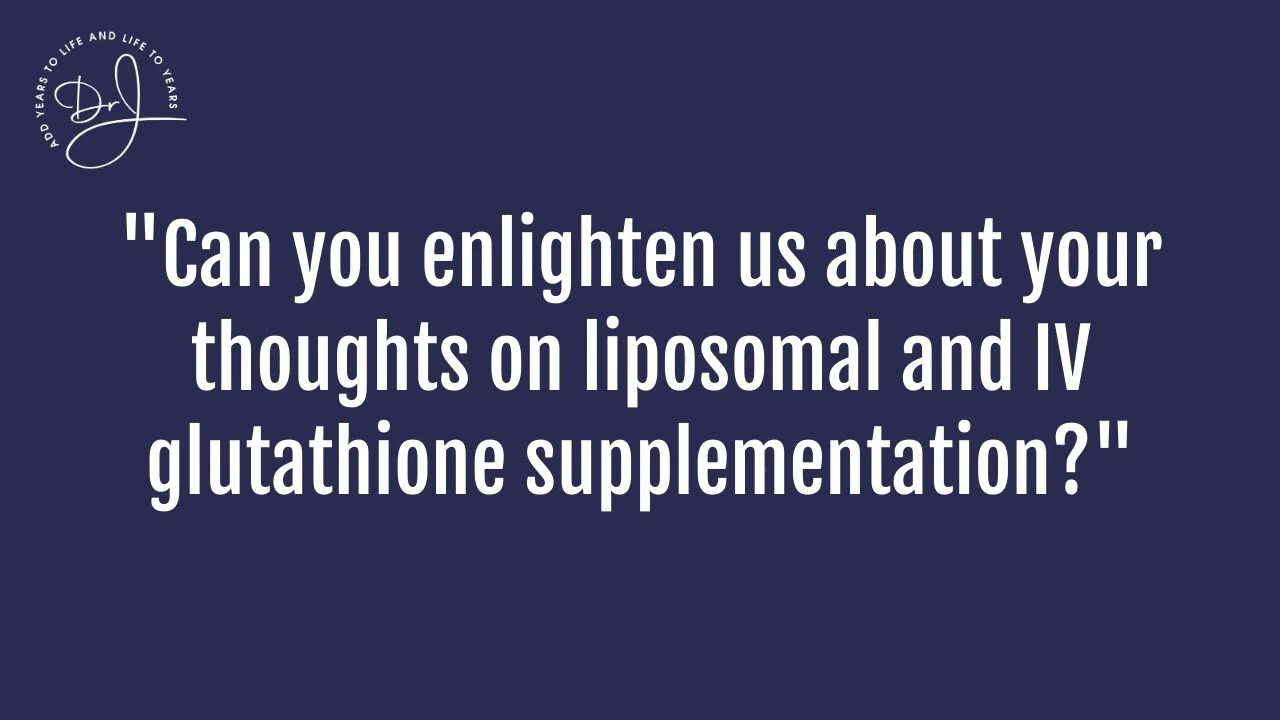 ADD YEARS TO LIFE AND LIFE TO YEARS
DrJ
"Can you enlighten us about your
thoughts on liposomal and IV
glutathione supplementation?"